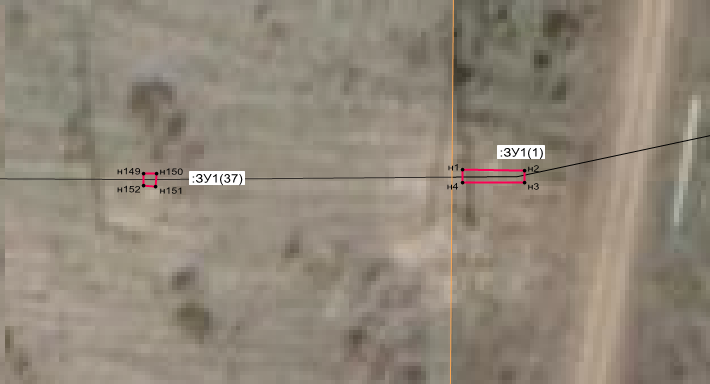 :ЗУ1(1)
н1 н2
н149 н150
:ЗУ1(37)
н152 н151
н4 н3